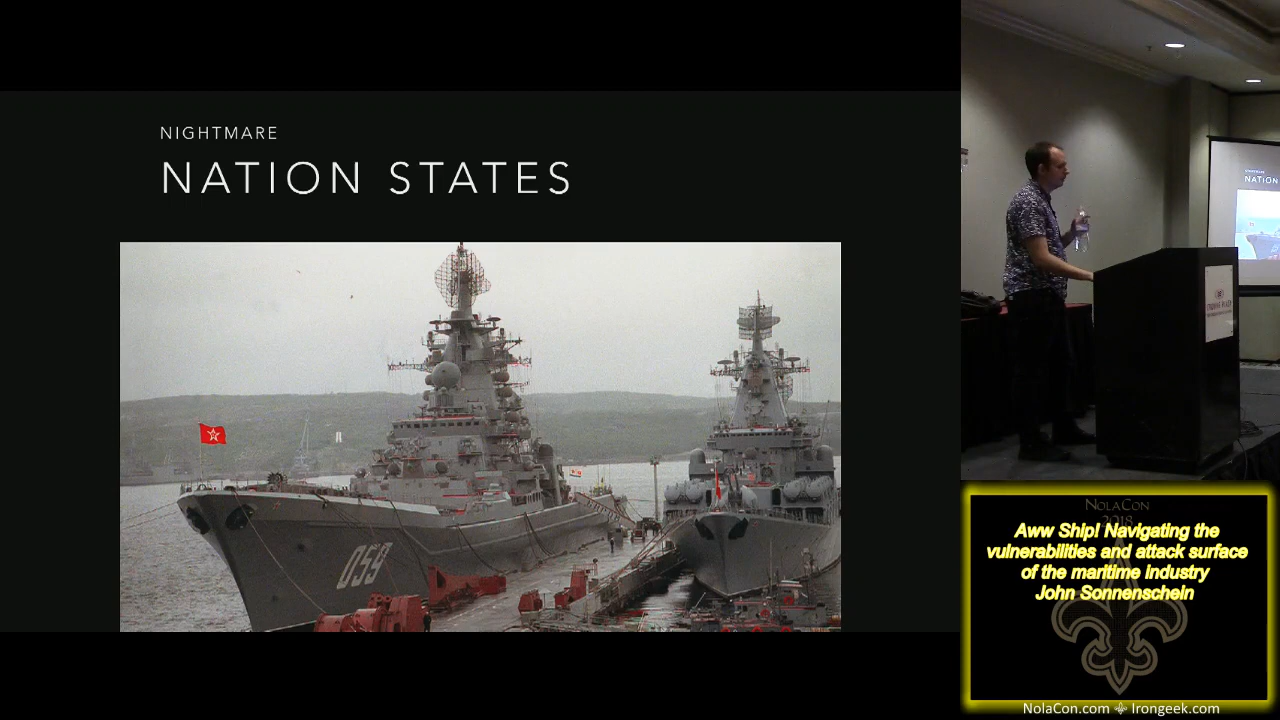 NIGHTMARE
NATION STATES
059
NATION
NOLACON
2018
Aww Ship! Navigating the
vulnerabilities and attack surface
of the maritime industry
John Sonnenschein
NolaCon.com Irongeek.com